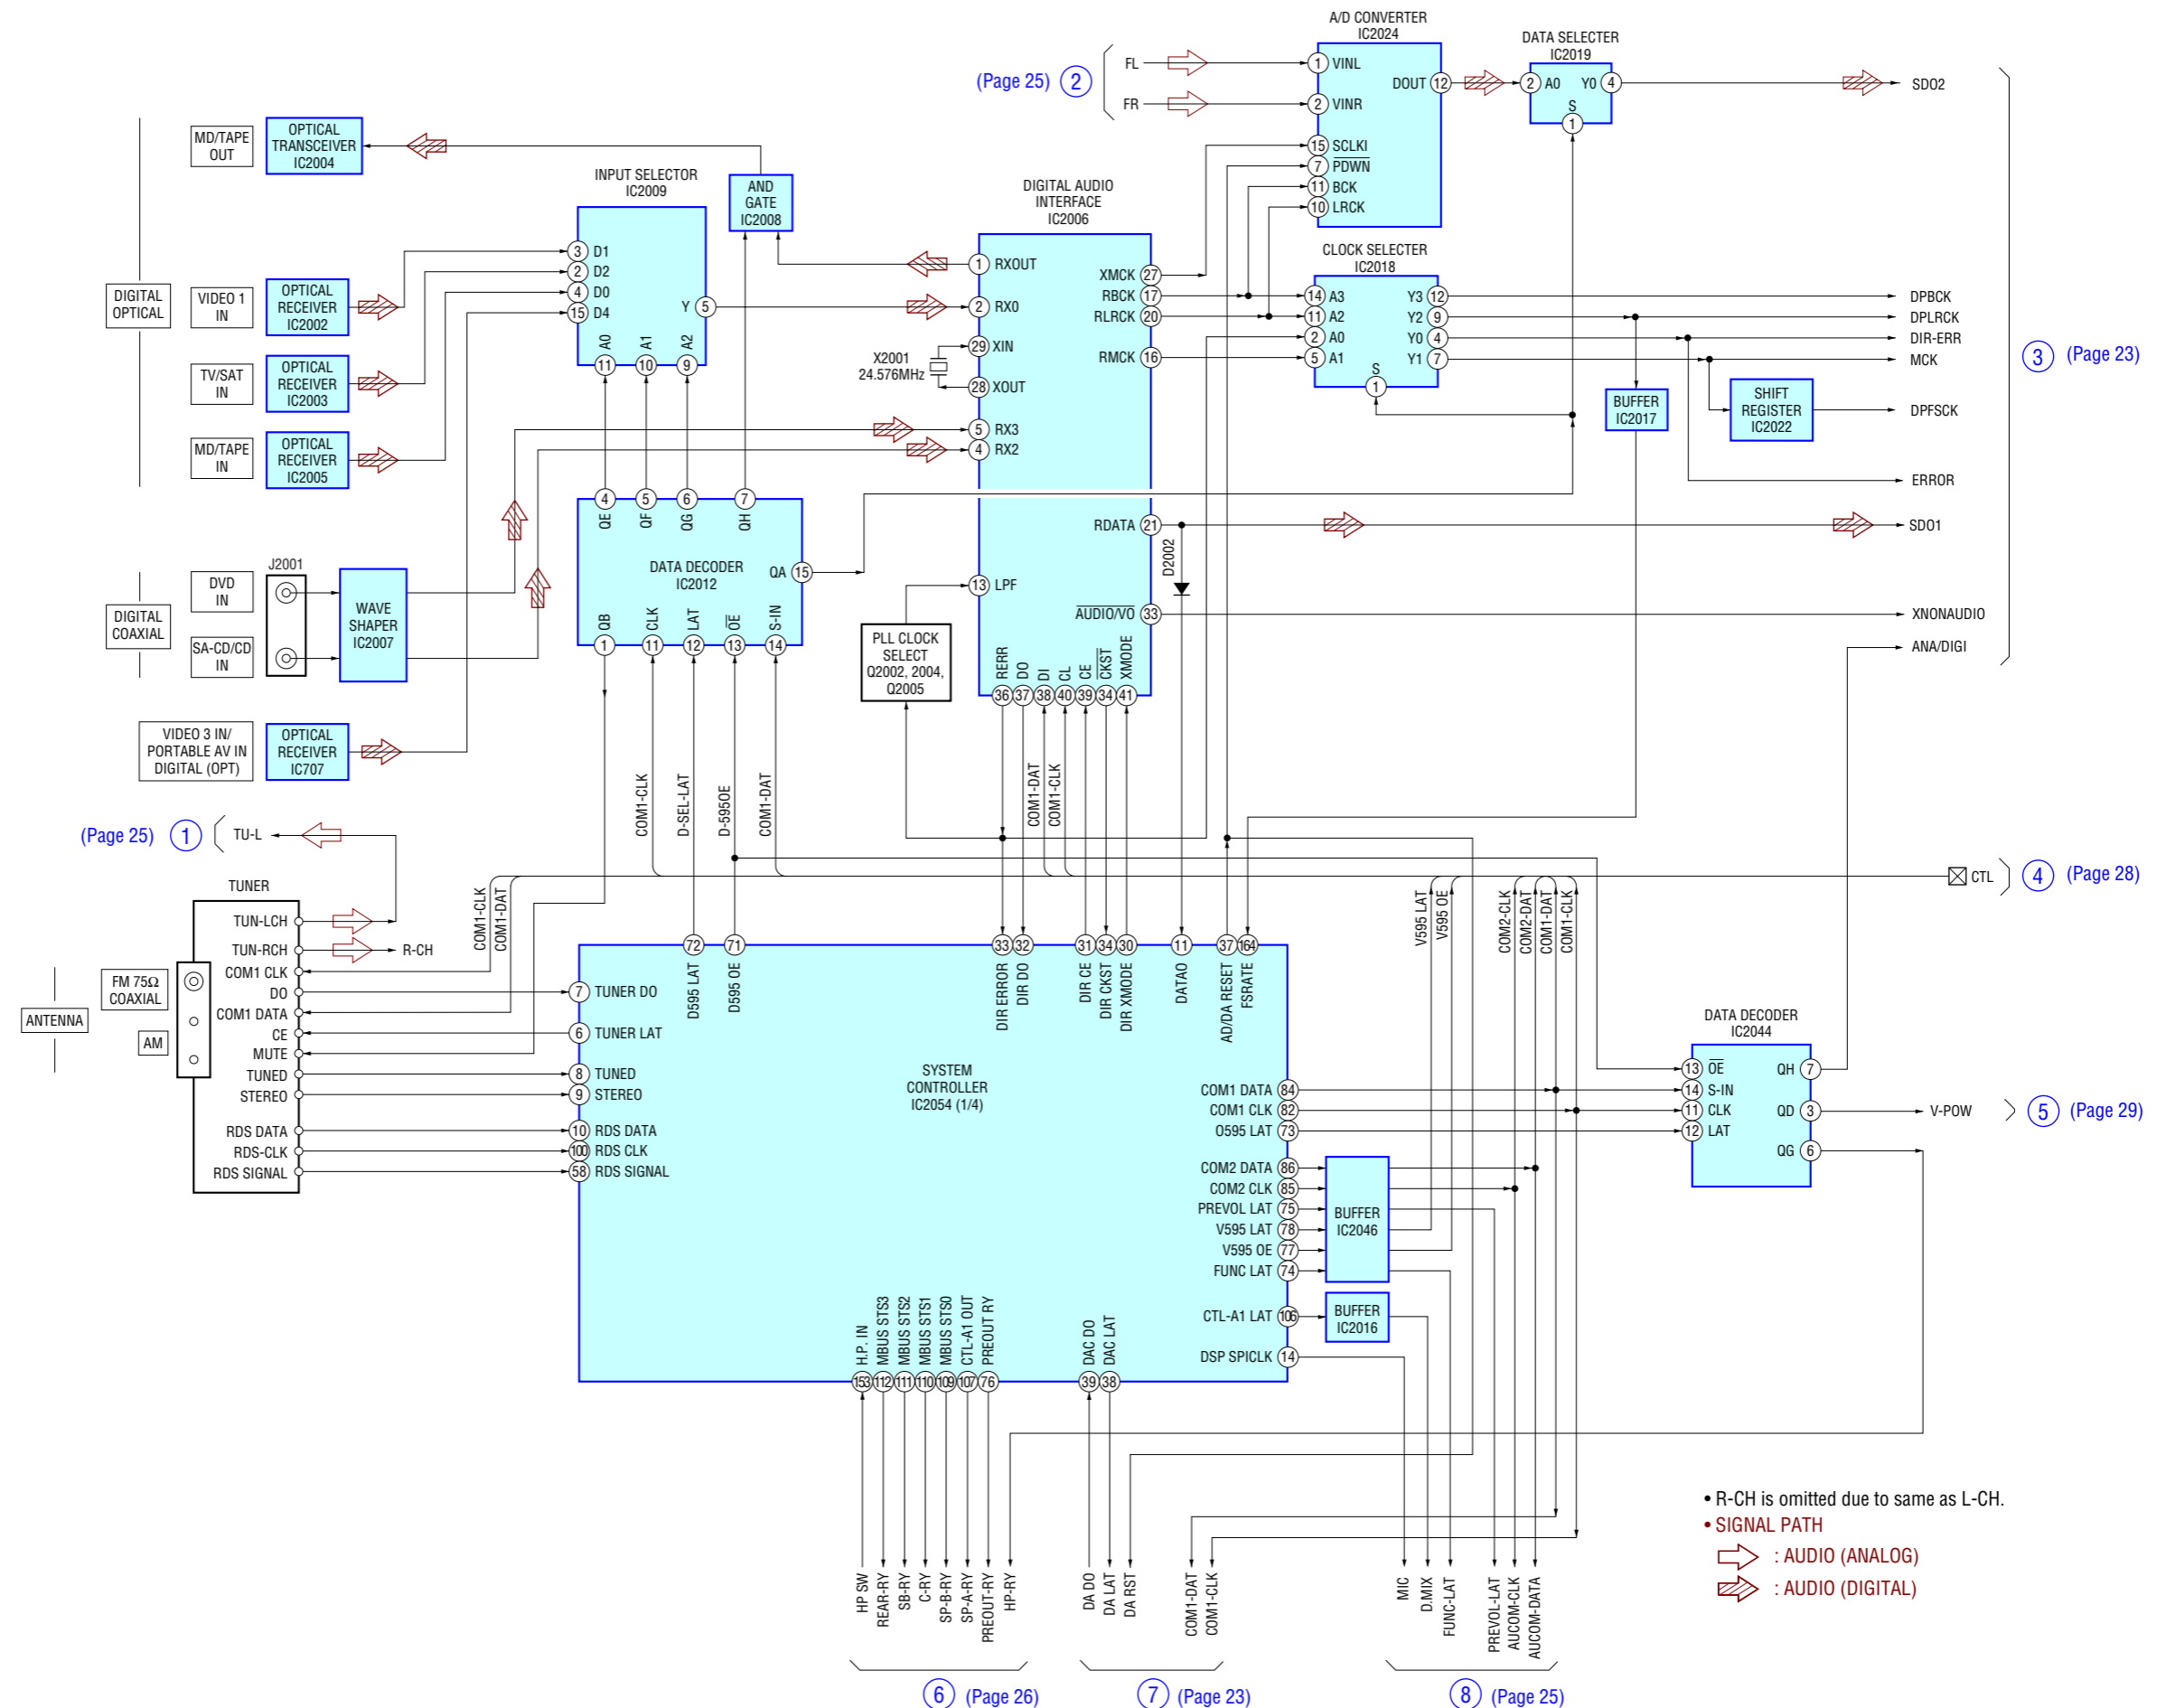 A/D CONVERTER
IC2024
DATA SELECTER
IC2019
(Page 25) 2
FL
FR
1 VINL
2 VINR
DOUT 12
15 SCLKI
7 PDWN
11 BCK
10 LRCK
2 A0
Y0 4
S
1
SDO2
MD/TAPE
OUT
OPTICAL
TRANSCEIVER
IC2004
INPUT SELECTOR
IC2009
AND
GATE
IC2008
DIGITAL AUDIO
INTERFACE
IC2006
DIGITAL
OPTICAL
VIDEO 1
IN
OPTICAL
RECEIVER
IC2002
TV/SAT
IN
OPTICAL
RECEIVER
IC2003
MD/TAPE
IN
OPTICAL
RECEIVER
IC2005
3 D1
2 D2
4 D0
15 D4
Y 5
A0
A1
A2
11
10
9
1 RXOUT
2 RX0
29 XIN
28 XOUT
5 RX3
4 RX2
X2001
24.576MHz
XMCK 27
RBCK 17
RLRCK 20
RMCK 16
CLOCK SELECTER
IC2018
14 A3
11 A2
2 A0
5 A1
Y3 12
Y2 9
Y0 4
Y1 7
S
1
DPBCK
DPLRCK
DIR-ERR
MCK
3 (Page 23)
BUFFER
IC2017
SHIFT
REGISTER
IC2022
DPFSCK
ERROR
RDATA 21
D2002
SDO1
13 LPF
AUDIO/VO 33
XNONAUDIO
ANA/DIGI
4
5
6
7
QE
QF
QG
QH
DATA DECODER
IC2012
QA 15
QB
CLK
LAT
OE
S-IN
1
11
12
13
14
DIGITAL
COAXIAL
DVD
IN
SA-CD/CD
IN
J2001
WAVE
SHAPER
IC2007
PLL CLOCK
SELECT
Q2002, 2004,
Q2005
RERR
DO
DI
CL
CE
CKST
XMODE
36
37
38
40
39
34
41
VIDEO 3 IN/
PORTABLE AV IN
DIGITAL (OPT)
OPTICAL
RECEIVER
IC707
COM1-CLK
D-SEL-LAT
D-595OE
COM1-DAT
COM1-DAT
COM1-CLK
(Page 25) 1
TU-L
COM1-CLK
COM1-DAT
V595 LAT
V595 OE
COM2-CLK
COM2-DAT
COM1-DAT
COM1-CLK
CTL
4 (Page 28)
TUNER
TUN-LCH
TUN-RCH
R-CH
COM1 CLK
DO
COM1 DATA
CE
MUTE
TUNED
STEREO
RDS DATA
RDS-CLK
RDS SIGNAL
ANTENNA
FM 75Ω
COAXIAL
AM
72
71
33
32
31
34
30
11
37
164
D595 LAT
D595 OE
DIR ERROR
DIR DO
DIR CE
DIR CKST
DIR XMODE
DATAO
AD/DA RESET
FSRATE
7 TUNER DO
6 TUNER LAT
8 TUNED
9 STEREO
10 RDS DATA
100 RDS CLK
58 RDS SIGNAL
SYSTEM
CONTROLLER
IC2054 (1/4)
COM1 DATA 84
COM1 CLK 82
O595 LAT 73
COM2 DATA 86
COM2 CLK 85
PREVOL LAT 75
V595 LAT 78
V595 OE 77
FUNC LAT 74
CTL-A1 LAT 106
DSP SPICLK 14
BUFFER
IC2046
BUFFER
IC2016
DATA DECODER
IC2044
13 OE
14 S-IN
11 CLK
12 LAT
QH 7
QD 3
QG 6
V-POW
5 (Page 29)
H.P. IN
MBUS STS3
MBUS STS2
MBUS STS1
MBUS STS0
CTL-A1 OUT
PREOUT RY
DAC DO
DAC LAT
153
112
111
110
109
107
76
39
38
HP SW
REAR-RY
SB-RY
C-RY
SP-B-RY
SP-A-RY
PREOUT-RY
HP-RY
DA DO
DA LAT
DA RST
COM1-DAT
COM1-CLK
MIC
D.MIX
FUNC-LAT
PREVOL-LAT
AUCOM-CLK
AUCOM-DATA
6 (Page 26)
7 (Page 23)
8 (Page 25)
• R-CH is omitted due to same as L-CH.
• SIGNAL PATH
: AUDIO (ANALOG)
: AUDIO (DIGITAL)